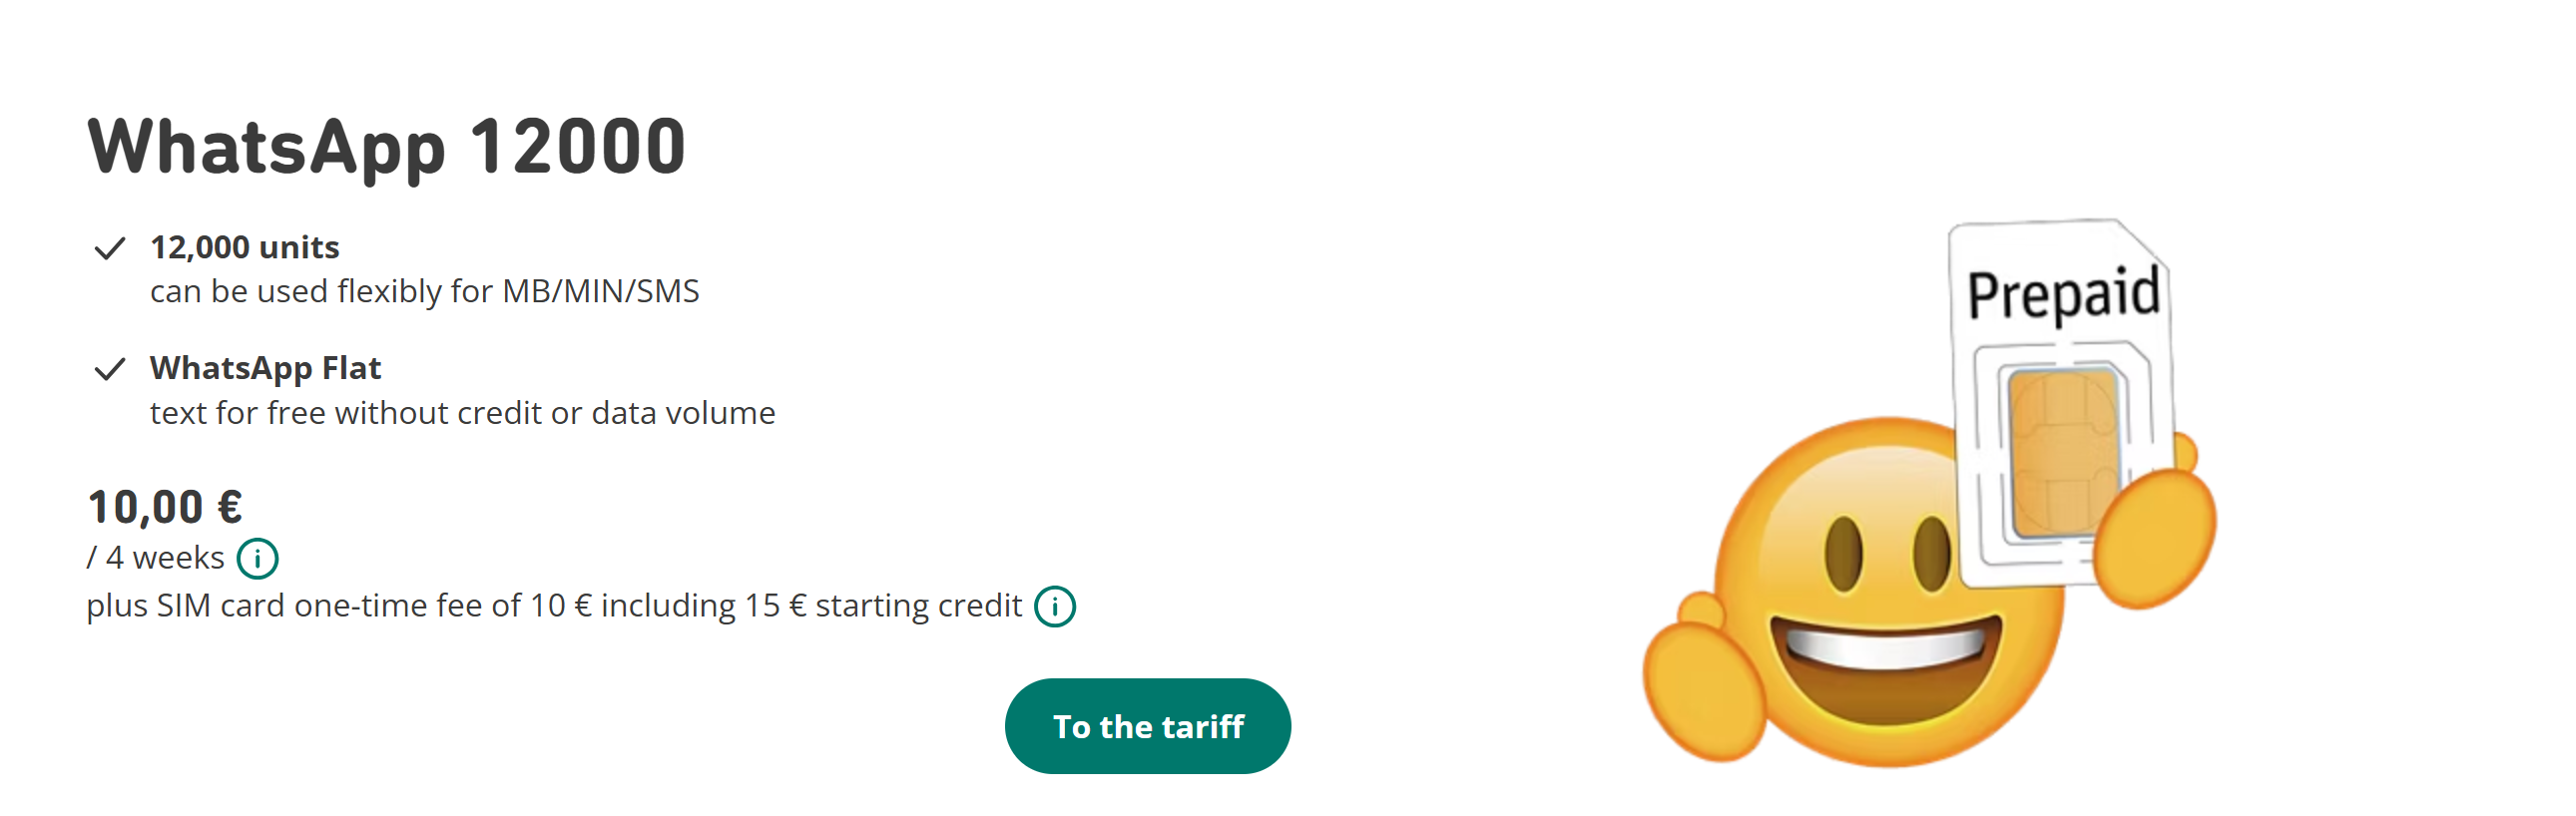 WhatsApp 12000
12,000 units
can be used flexibly for MB/MIN/SMS
WhatsApp Flat
text for free without credit or data volume
10,00 €
/ 4 weeks i
plus SIM card one-time fee of 10 € including 15 € starting credit i
To the tariff
Prepaid